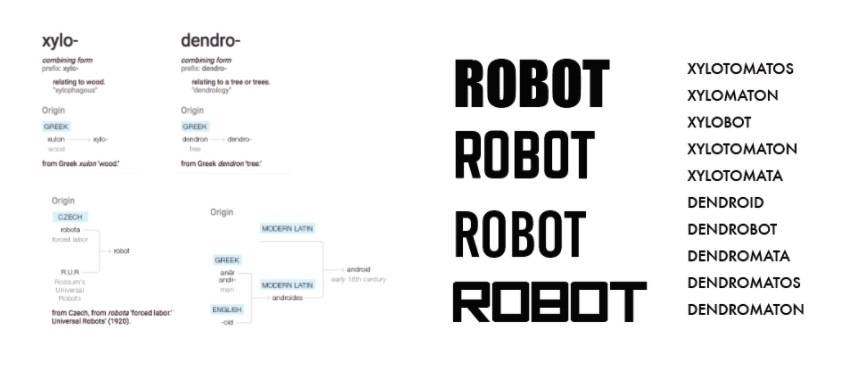 xylo-
combining form
prefix: xylo-
relating to wood.
"xylophagous"
Origin
GREEK
xulon xylo-
wood
from Greek xulon 'wood.'
dendro-
combining form
prefix: dendro-
relating to a tree or trees.
"dendrology"
Origin
GREEK
dendron dendro-
tree
from Greek dendron 'tree.'
Origin
CZECH
robota
forced labor
robot
R.U.R
Rossum's
Universal
Robots
from Czech, from robota 'forced labor.'
Universal Robots' (1920).
Origin
MODERN LATIN
GREEK
anēr
andr-
man
MODERN LATIN
androides
ENGLISH
-oid
android
early 18th century
ROBOT
ROBOT
ROBOT
ROBOT
XYLOTOMATOS
XYLOMATON
XYLOBOT
XYLOTOMATON
XYLOTOMATA
DENDROID
DENDROBOT
DENDROMATA
DENDROMATOS
DENDROMATON